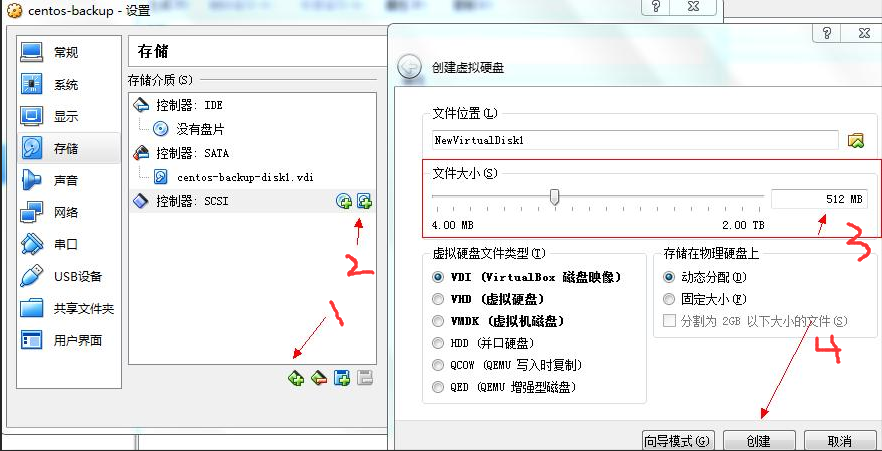 centos-backup - 设置
常规
系统
显示
存储
声音
网络
串口
USB设备
共享文件夹
用户界面
存储
存储介质(S)
控制器: IDE
没有盘片
控制器: SATA
centos-backup-disk1.vdi
控制器: SCSI
2
1
创建虚拟硬盘
文件位置(L)
NewVirtualDisk1
文件大小(S)
512 MB
4.00 MB
2.00 TB
3
虚拟硬盘文件类型(T)
VDI (VirtualBox 磁盘映像)
VHD (虚拟硬盘)
VMDK (虚拟机磁盘)
HDD (并口硬盘)
QCOW (QEMU 写入时复制)
QED (QEMU 增强型磁盘)
存储在物理硬盘上
动态分配(D)
固定大小(F)
分割为 2GB 以下大小的文件(S)
4
向导模式(G)
创建
取消